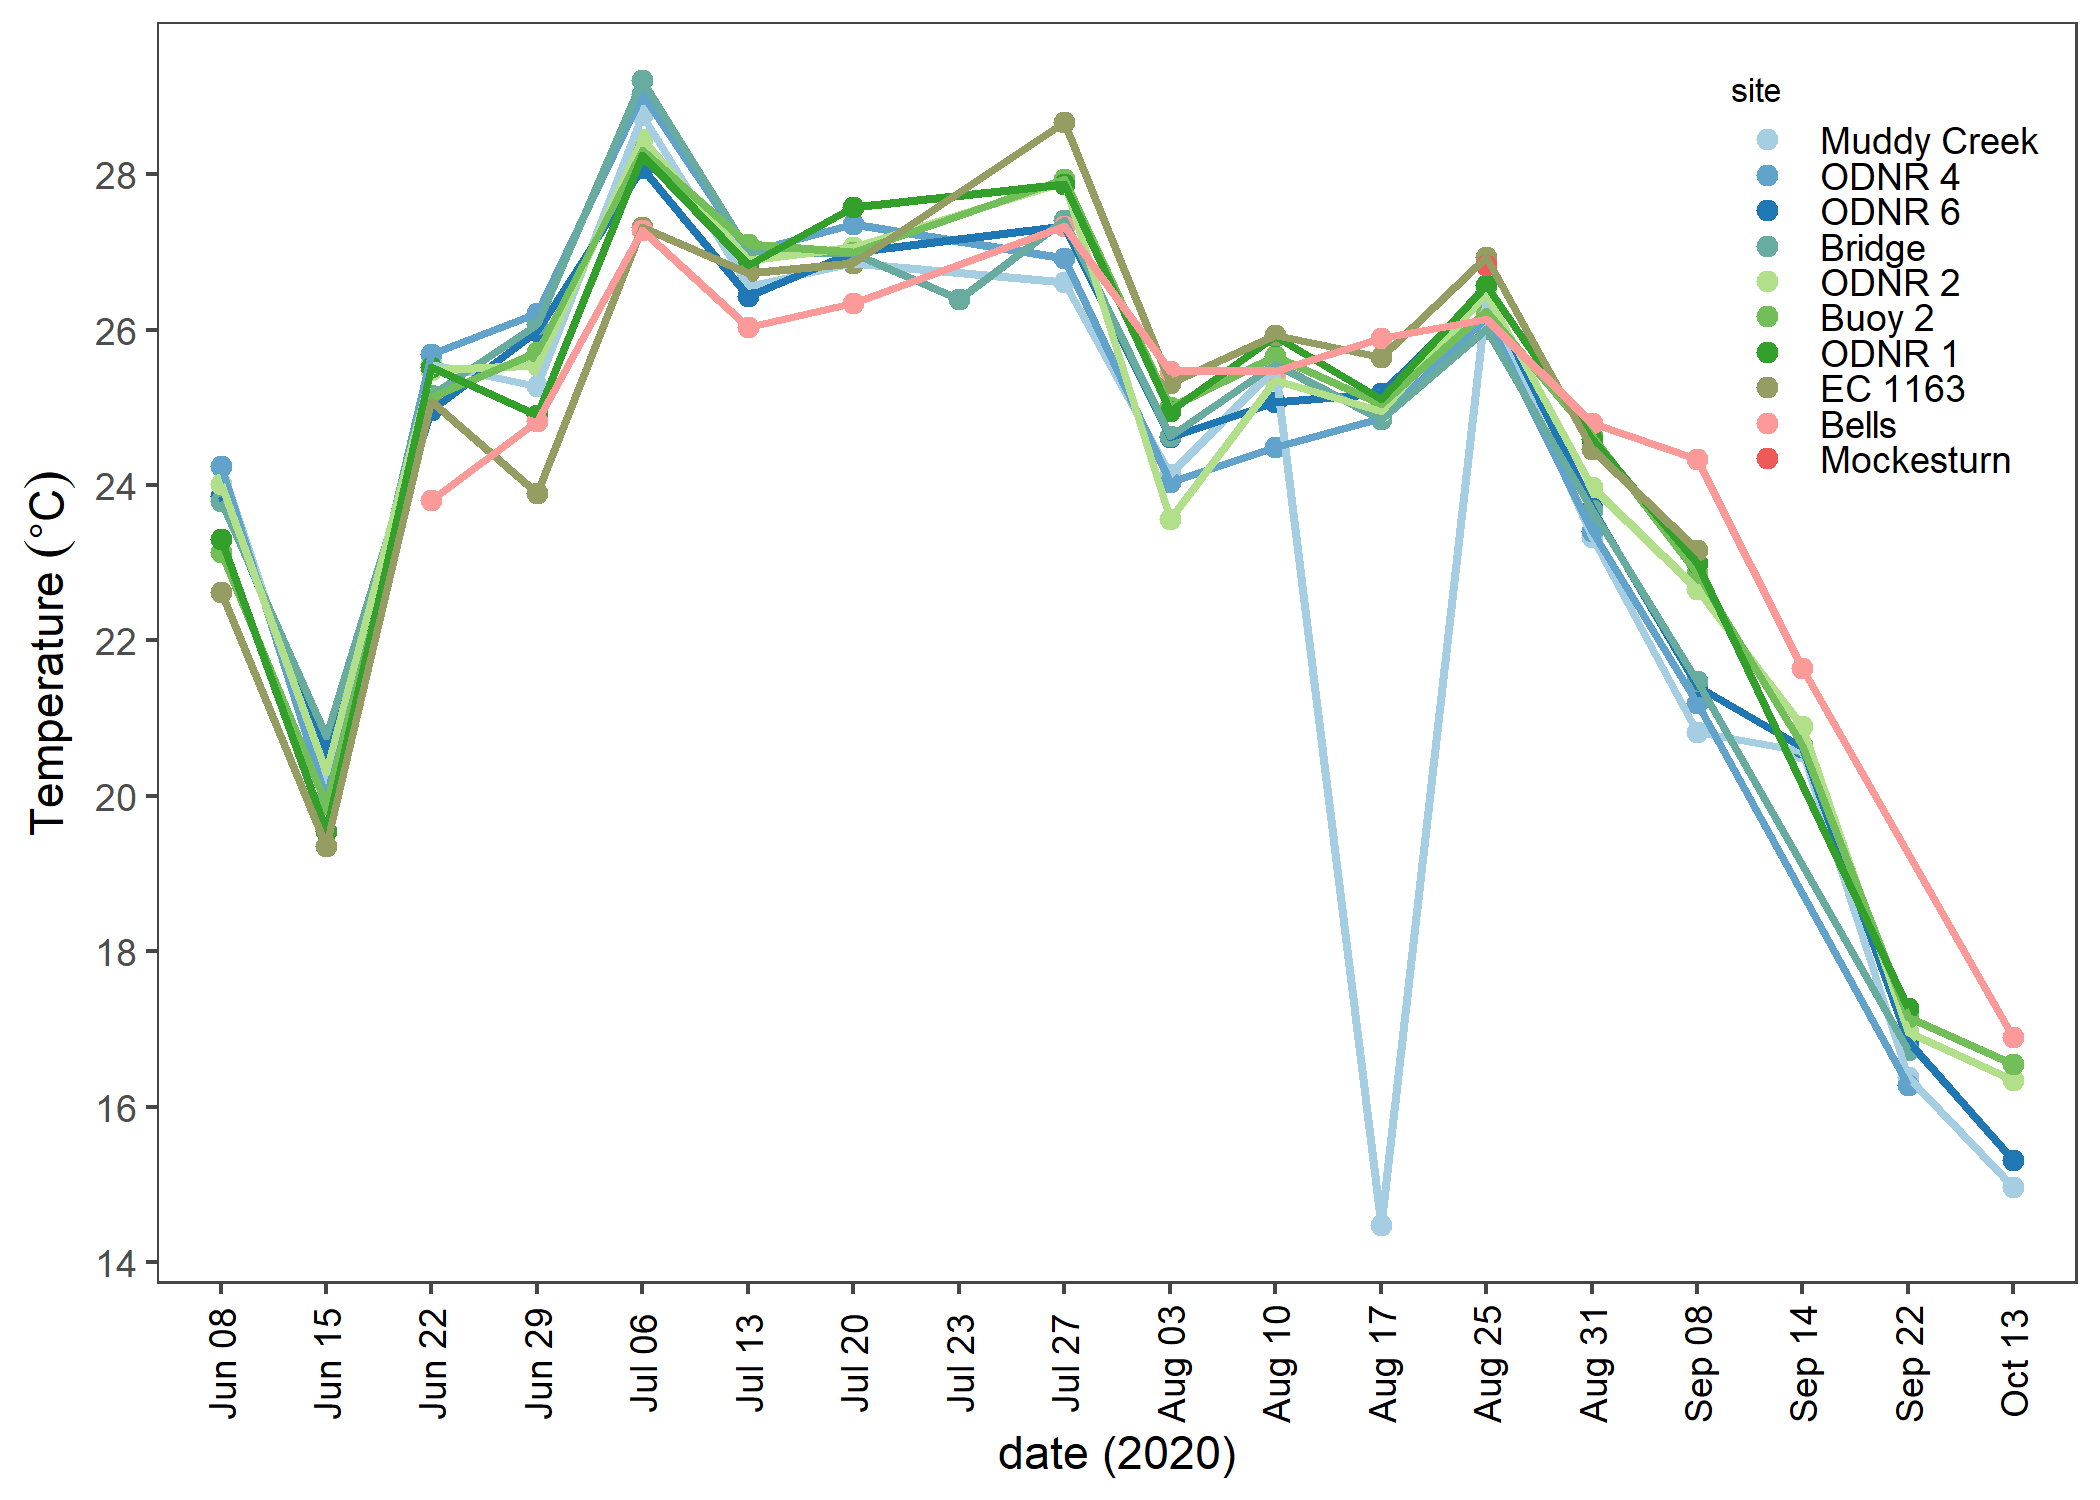 site
Muddy Creek
ODNR 4
ODNR 6
Bridge
ODNR 2
Buoy 2
ODNR 1
EC 1163
Bells
Mockesturn
Temperature (°C)
28
26
24
22
20
18
16
14
Jun 08
Jun 15
Jun 22
Jun 29
Jul 06
Jul 13
Jul 20
Jul 23
Jul 27
Aug 03
Aug 10
Aug 17
Aug 25
Aug 31
Sep 08
Sep 14
Sep 22
Oct 13
date (2020)